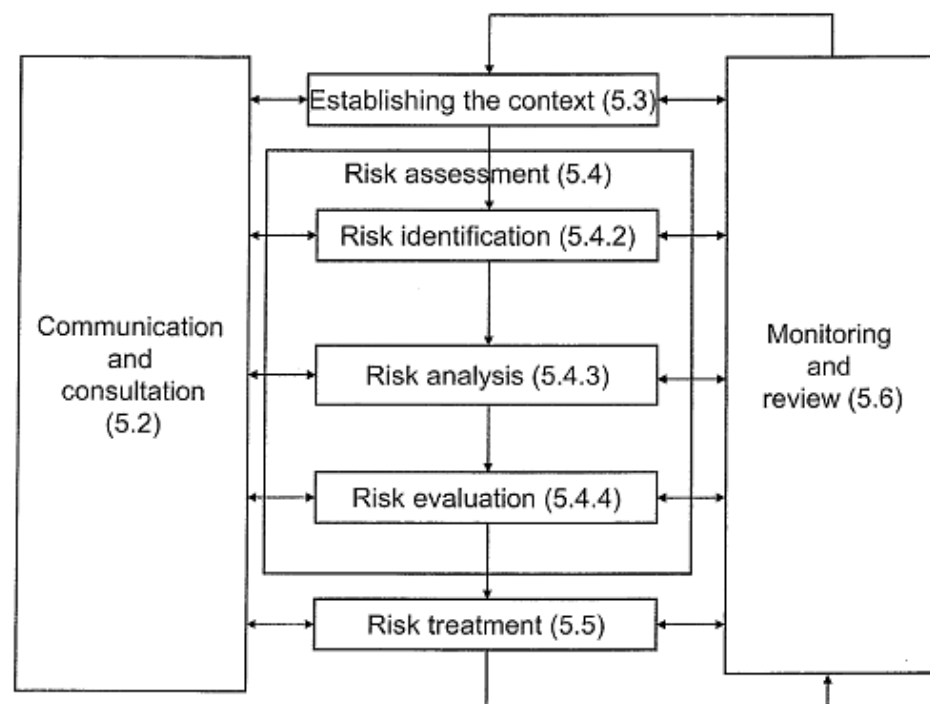 Establishing the context (5.3)
Risk assessment (5.4)
Risk identification (5.4.2)
Communication
and
consultation
(5.2)
Risk analysis (5.4.3)
Monitoring
and
review (5.6)
Risk evaluation (5.4.4)
Risk treatment (5.5)